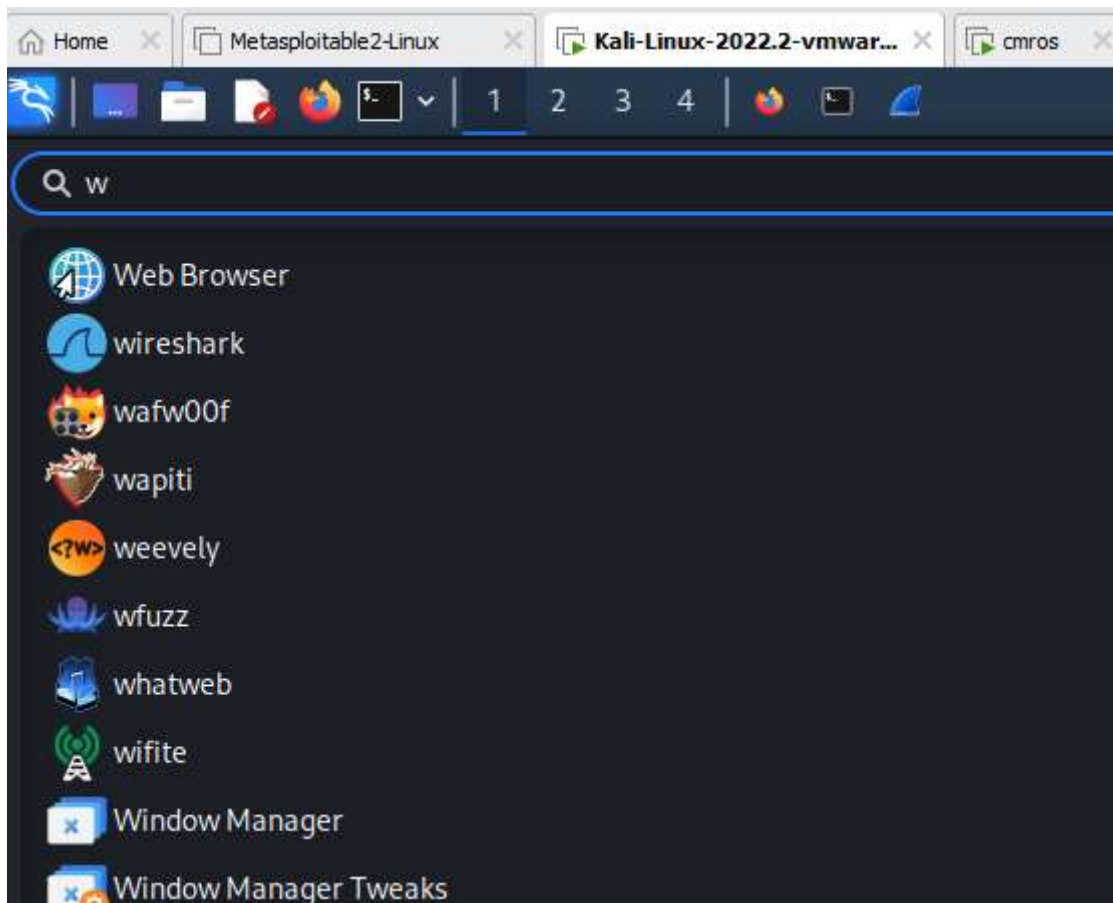 Home Metasploitable2-Linux Kali-Linux-2022.2-vmwar... cmros
$_ 1 2 3 4
w
Web Browser
wireshark
wafw00f
wapiti
<?W> weevely
wfuzz
whatweb
wifite
Window Manager
Window Manager Tweaks